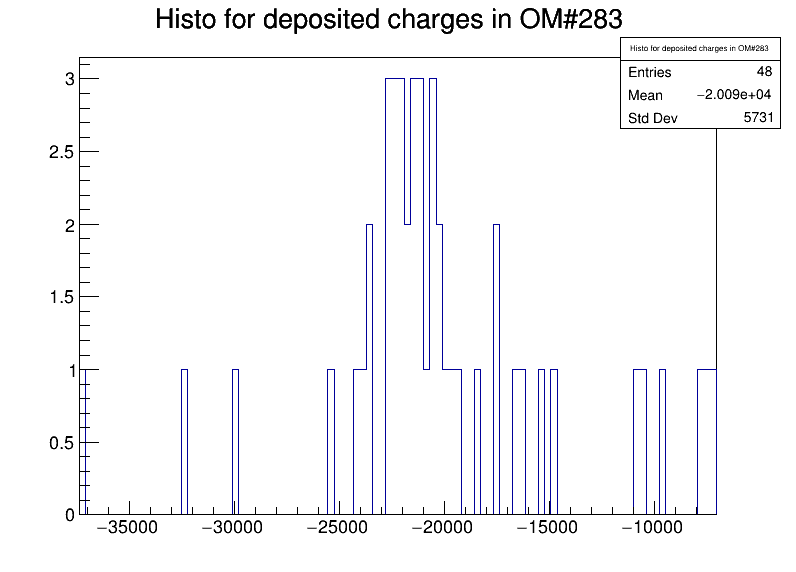 Histo for deposited charges in OM#283
Histo for deposited charges in OM#283
Entries 48
Mean −2.009e+04
Std Dev 5731
3
2.5
2
1.5
1
0.5
0
−35000 −30000 −25000 −20000 −15000 −10000